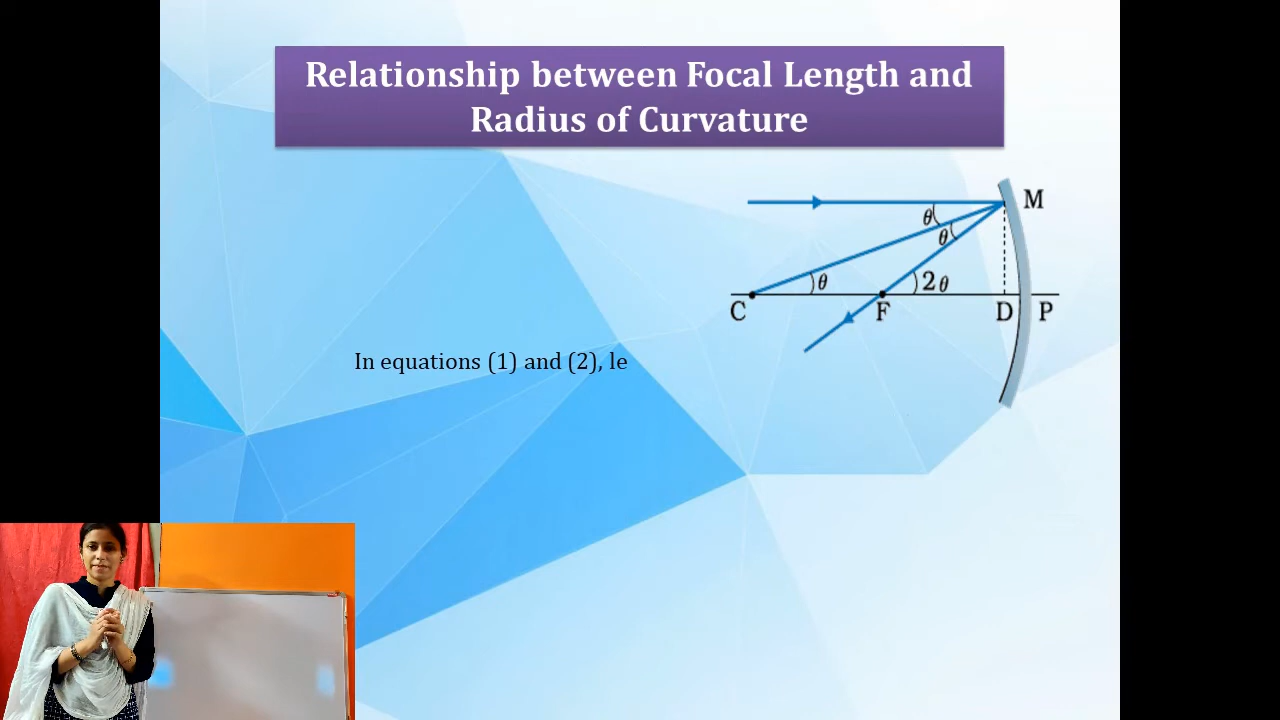 Relationship between Focal Length and
Radius of Curvature
M
θ
θ
θ
2θ
C
F
D
P
In equations (1) and (2), le